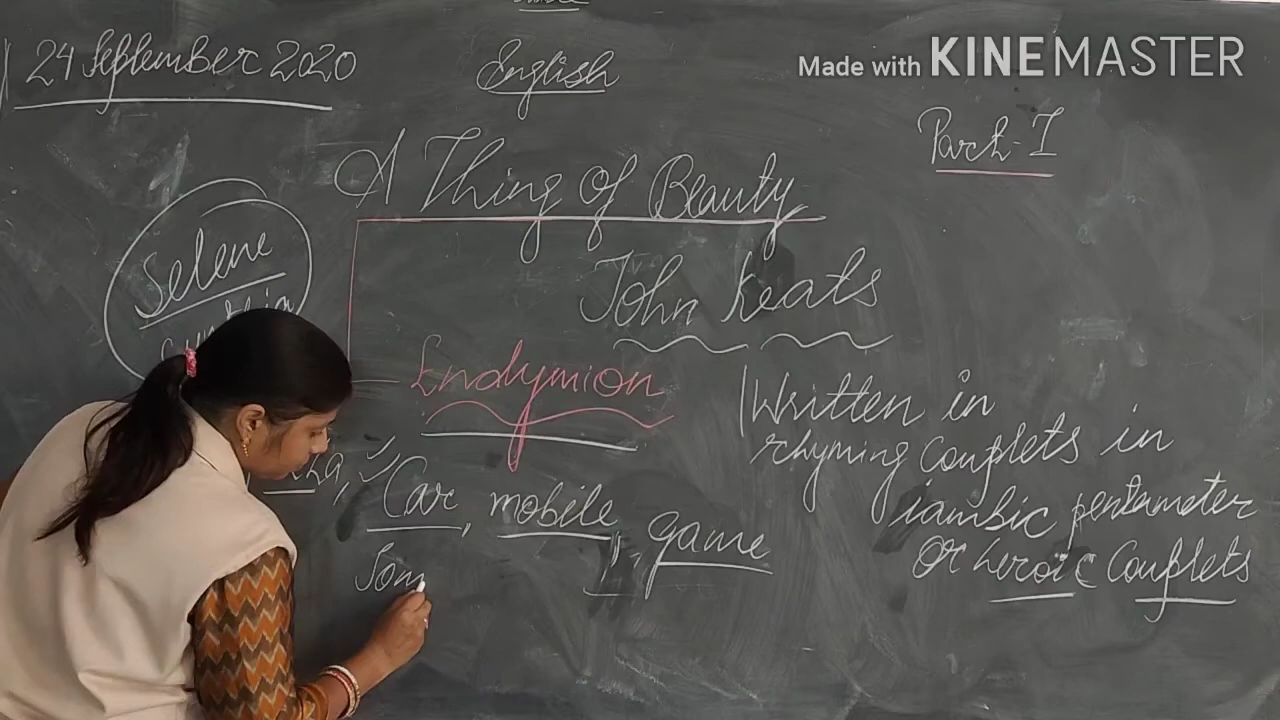 24 September 2020
English
Made with KINEMASTER
Part-I
A Thing Of Beauty
Selene
John Keats
Endymion
Written in
rhyming couplets in
iambic pentameter
Or heroic couplets
Car, mobile, game